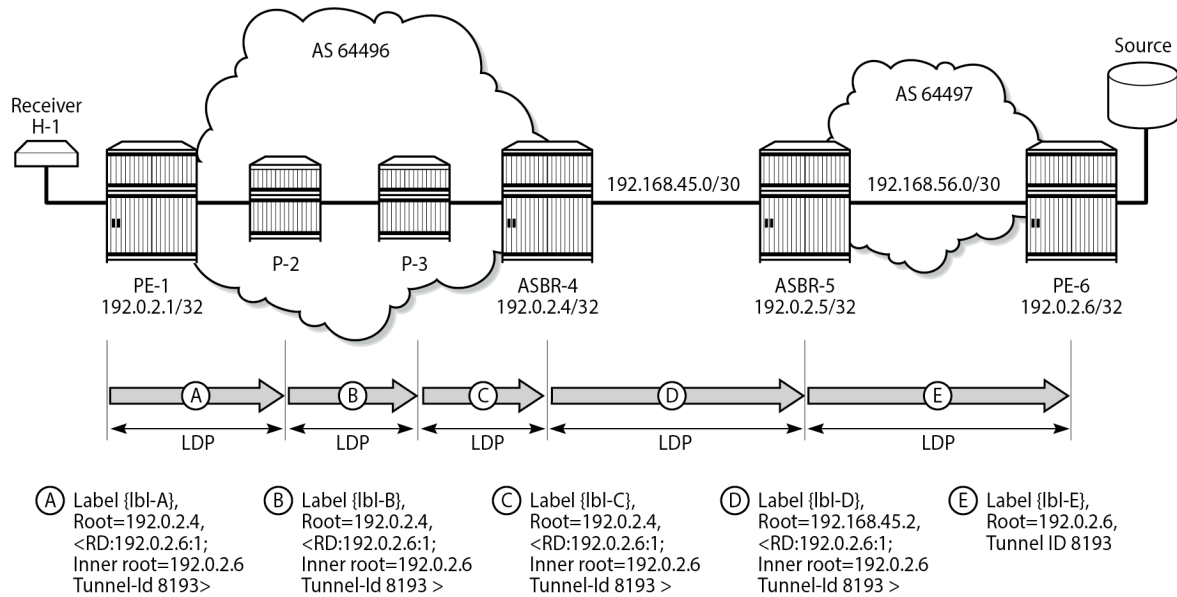 AS 64496
Source
AS 64497
Receiver
H-1
192.168.45.0/30
192.168.56.0/30
PE-1
192.0.2.1/32
P-2
P-3
ASBR-4
192.0.2.4/32
ASBR-5
192.0.2.5/32
PE-6
192.0.2.6/32
A
B
C
D
E
LDP
LDP
LDP
LDP
LDP
A Label {lbl-A},
Root=192.0.2.4,
<RD:192.0.2.6:1;
Inner root=192.0.2.6
Tunnel-Id 8193>
B Label {lbl-B},
Root=192.0.2.4,
<RD:192.0.2.6:1;
Inner root=192.0.2.6
Tunnel-Id 8193 >
C Label {lbl-C},
Root=192.0.2.4,
<RD:192.0.2.6:1;
Inner root=192.0.2.6
Tunnel-Id 8193 >
D Label {lbl-D},
Root=192.168.45.2,
<RD:192.0.2.6:1;
Inner root=192.0.2.6
Tunnel-Id 8193 >
E Label {lbl-E},
Root=192.0.2.6,
Tunnel ID 8193